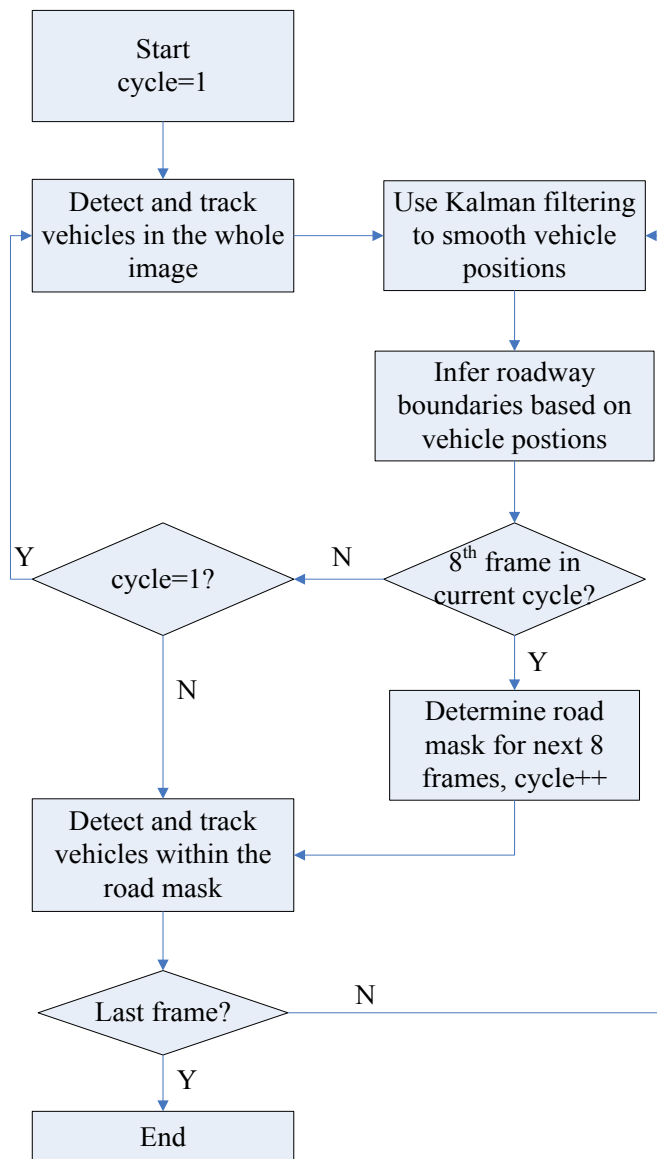 Start
cycle=1
Detect and track
vehicles in the whole
image
Use Kalman filtering
to smooth vehicle
positions
Infer roadway
boundaries based on
vehicle postions
8th frame in
current cycle?
N
Y
cycle=1?
Y
N
Determine road
mask for next 8
frames, cycle++
Detect and track
vehicles within the
road mask
Last frame?
N
Y
End